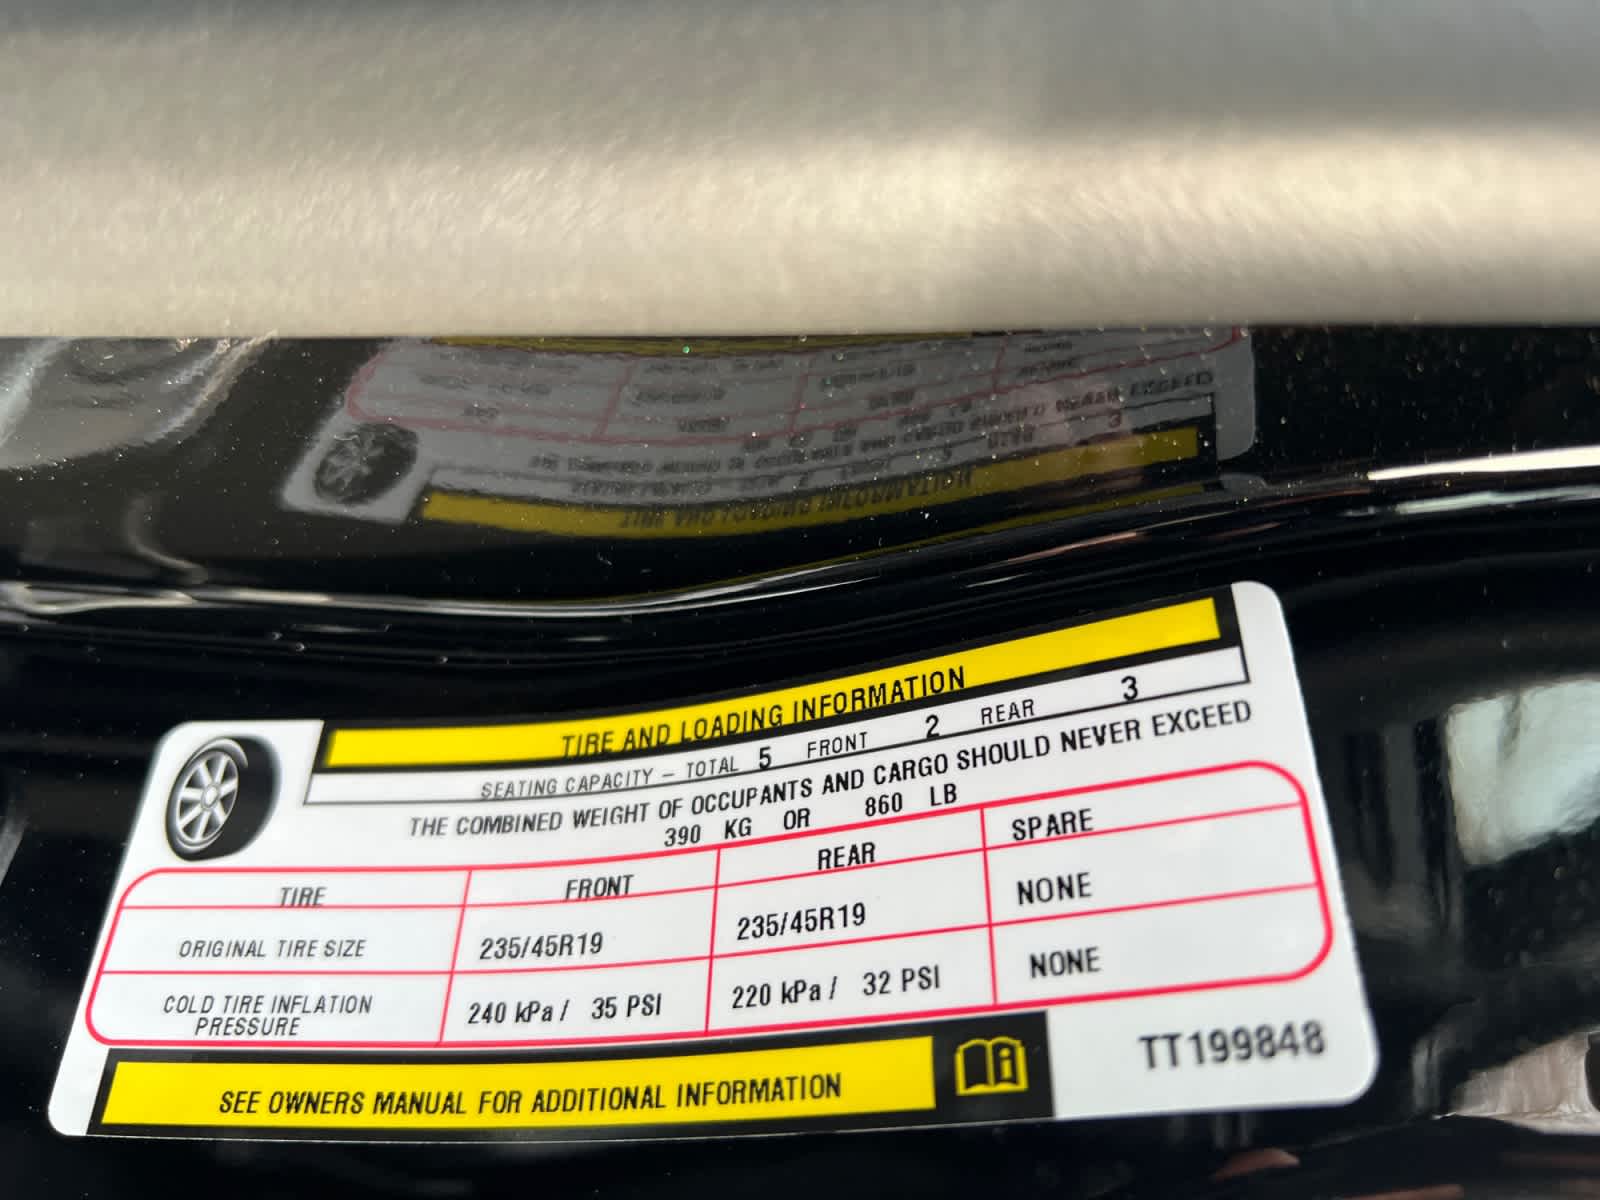 TIRE AND LOADING INFORMATION
SEATING CAPACITY – TOTAL 5 FRONT 2 REAR 3
THE COMBINED WEIGHT OF OCCUPANTS AND CARGO SHOULD NEVER EXCEED
390 KG OR 860 LB
TIRE FRONT REAR SPARE
ORIGINAL TIRE SIZE 235/45R19 235/45R19 NONE
COLD TIRE INFLATION PRESSURE 240 kPa / 35 PSI 220 kPa / 32 PSI NONE
SEE OWNERS MANUAL FOR ADDITIONAL INFORMATION
TT199848